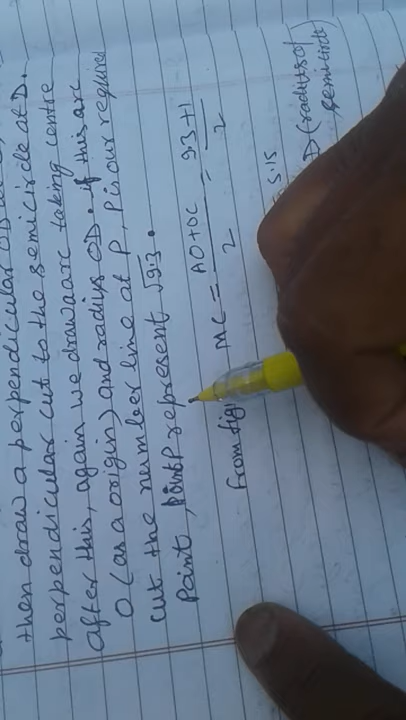 then draw a perpendicular
perpendicular cut to the semicircle at D.
After this, again we draw a arc taking centre
O (as a origin) and radius OD. If this arc
cut the number line at P, P is our required
Point, Point P represent √9.3.
From fig MC = AO+OC / 2 = 9.3+1 / 2
5.15
D (radius of
semicircle)